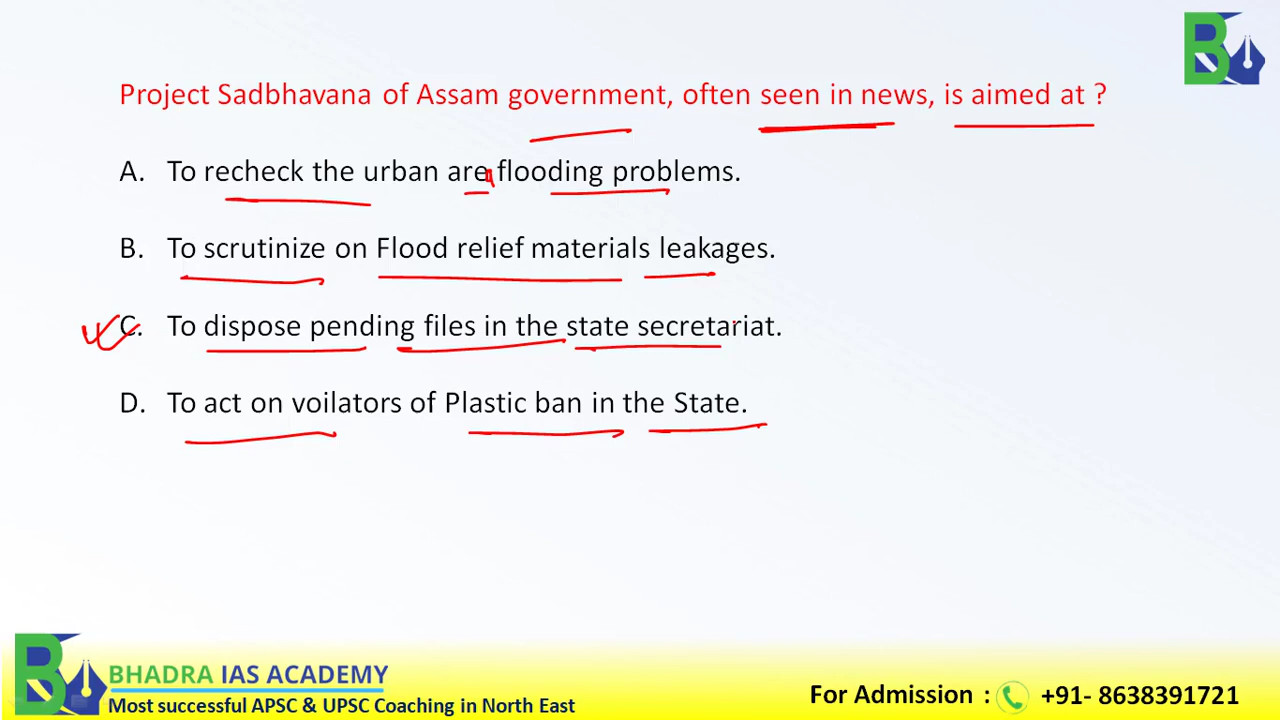 Project Sadbhavana of Assam government, often seen in news, is aimed at ?
A. To recheck the urban are flooding problems.
B. To scrutinize on Flood relief materials leakages.
C. To dispose pending files in the state secretariat.
D. To act on voilators of Plastic ban in the State.
BHADRA IAS ACADEMY
Most successful APSC & UPSC Coaching in North East
For Admission : +91- 8638391721